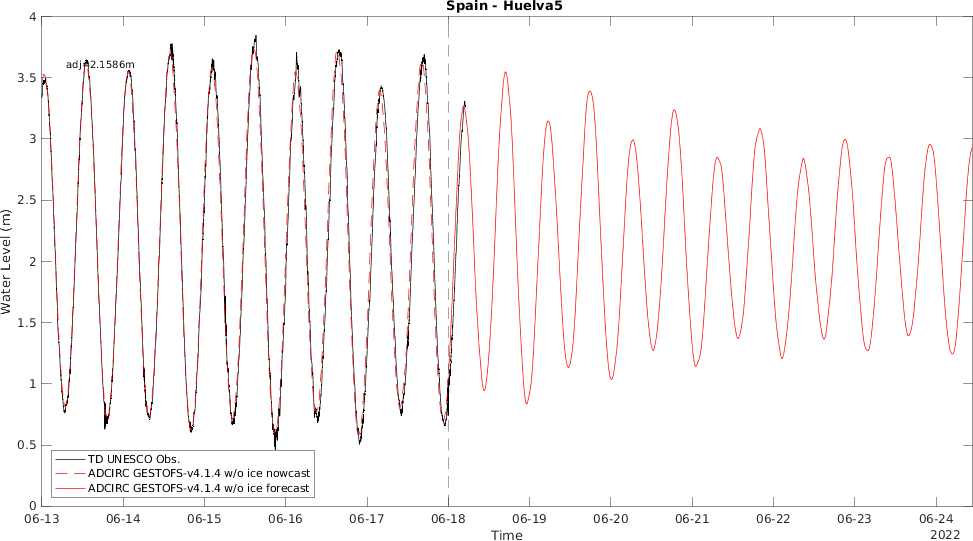 Spain - Huelva5
4
3.5
3
2.5
2
1.5
1
0.5
0
Water Level (m)
adj=2.1586m
TD UNESCO Obs.
ADCIRC GESTOFS-v4.1.4 w/o ice nowcast
ADCIRC GESTOFS-v4.1.4 w/o ice forecast
06-13 06-14 06-15 06-16 06-17 06-18 06-19 06-20 06-21 06-22 06-23 06-24
Time
2022